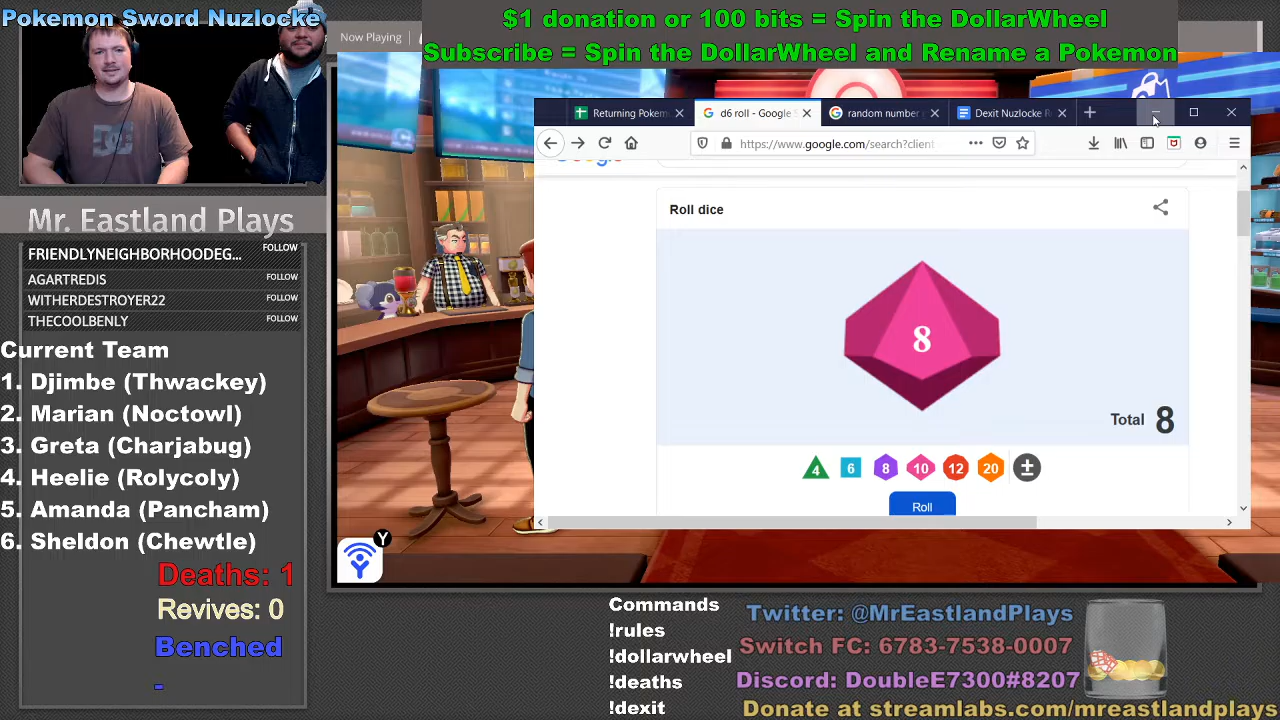 Pokemon Sword Nuzlocke
$1 donation or 100 bits = Spin the DollarWheel
Subscribe = Spin the DollarWheel and Rename a Pokemon
Now Playing
Returning Pokem
d6 roll - Google
random number
Dexit Nuzlocke R
https://www.google.com/search?client
Roll dice
8
Total 8
4 6 8 10 12 20
Roll
Mr. Eastland Plays
FRIENDLYNEIGHBORHOODEG... FOLLOW
AGARTREDIS FOLLOW
WITHERDESTROYER22 FOLLOW
THECOOLBENLY FOLLOW
Current Team
1. Djimbe (Thwackey)
2. Marian (Noctowl)
3. Greta (Charjabug)
4. Heelie (Rolycoly)
5. Amanda (Pancham)
6. Sheldon (Chewtle)
Deaths: 1
Revives: 0
Benched
-
Y
Commands
!rules
!dollarwheel
!deaths
!dexit
Twitter: @MrEastlandPlays
Switch FC: 6783-7538-0007
Discord: DoubleE7300#8207
Donate at streamlabs.com/mreastlandplays